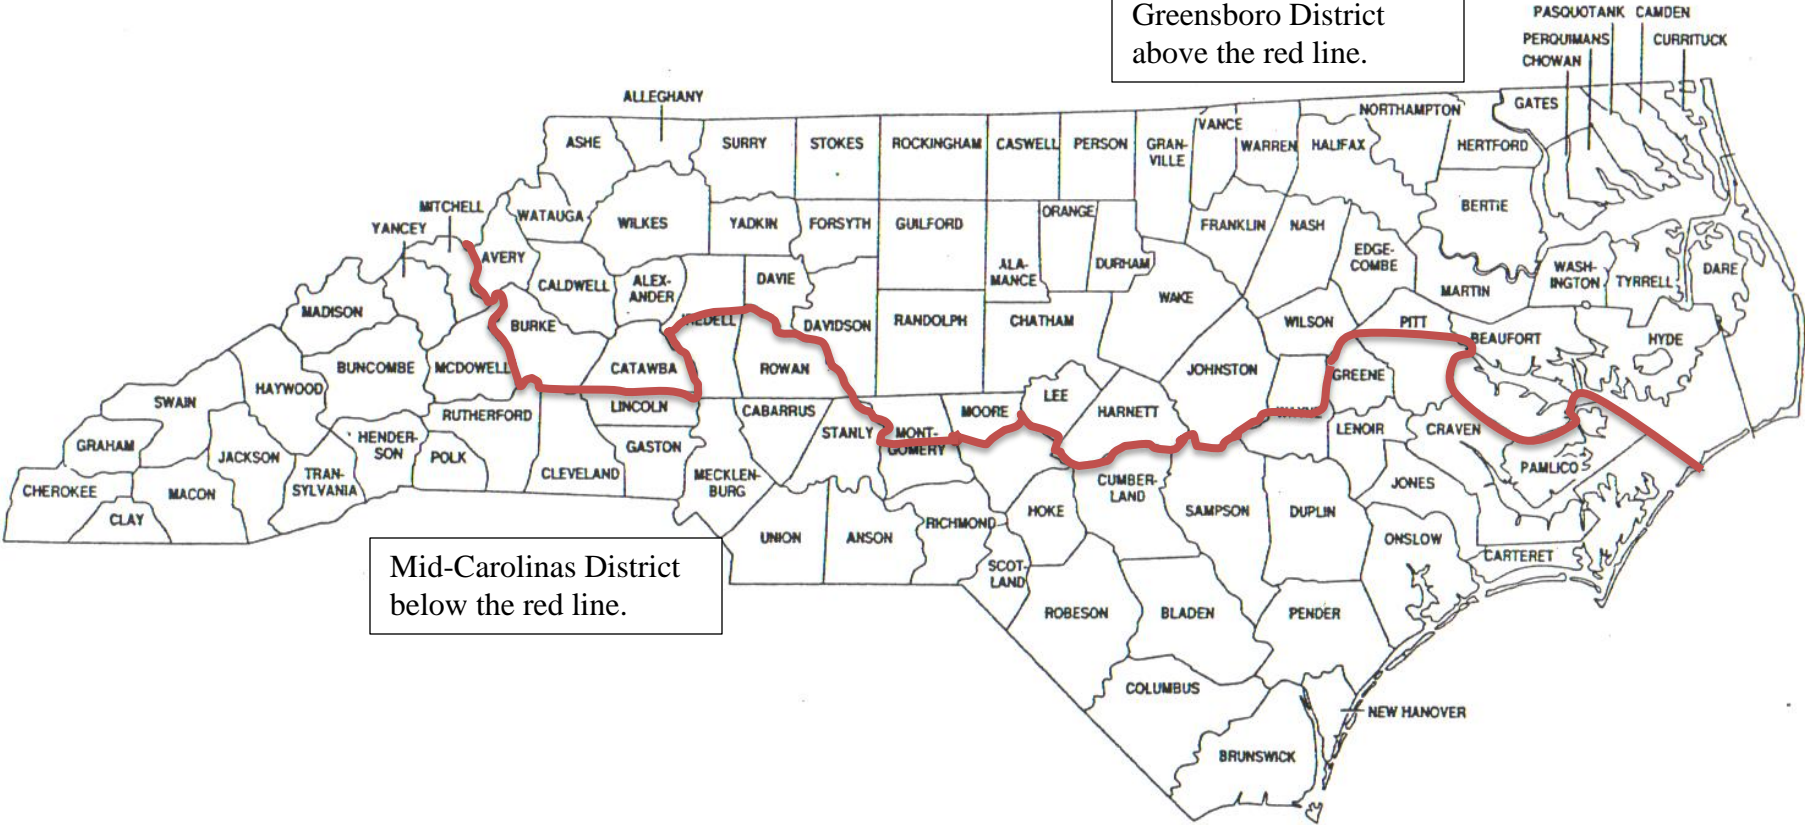 Greensboro District
above the red line.
PASQUOTANK CAMDEN
PERQUIMANS CURRITUCK
CHOWAN
ALLEGHANY
ASHE SURRY STOKES ROCKINGHAM CASWELL PERSON GRAN-
VILLE
VANCE
WARREN HALIFAX
NORTHAMPTON
HERTFORD
GATES
MITCHELL
YANCEY
WATAUGA WILKES YADKIN FORSYTH GUILFORD
ORANGE
FRANKLIN NASH
BERTIE
AVERY
CALDWELL
ALEX-
ANDER
DAVIE
ALA-
MANCE
DURHAM
WAKE
EDGE-
COMBE
MARTIN
WASH-
INGTON
TYRRELL
DARE
MADISON
BURKE
IREDELL
DAVIDSON
RANDOLPH
CHATHAM
WILSON
PITT
BEAUFORT
HYDE
BUNCOMBE
MCDOWELL
CATAWBA
ROWAN
JOHNSTON
GREENE
SWAIN
HAYWOOD
RUTHERFORD
LINCOLN
CABARRUS
STANLY
MONT-
GOMERY
MOORE
LEE
HARNETT
WAYNE
LENOIR
CRAVEN
GRAHAM
JACKSON
HENDER-
SON
POLK
GASTON
CHEROKEE
CLAY
MACON
TRAN-
SYLVANIA
CLEVELAND
MECKLEN-
BURG
CUMBER-
LAND
PAMLICO
JONES
UNION
ANSON
RICHMOND
HOKE
SAMPSON
DUPLIN
ONSLOW
CARTERET
SCOT-
LAND
Mid-Carolinas District
below the red line.
ROBESON
BLADEN
PENDER
COLUMBUS
NEW HANOVER
BRUNSWICK